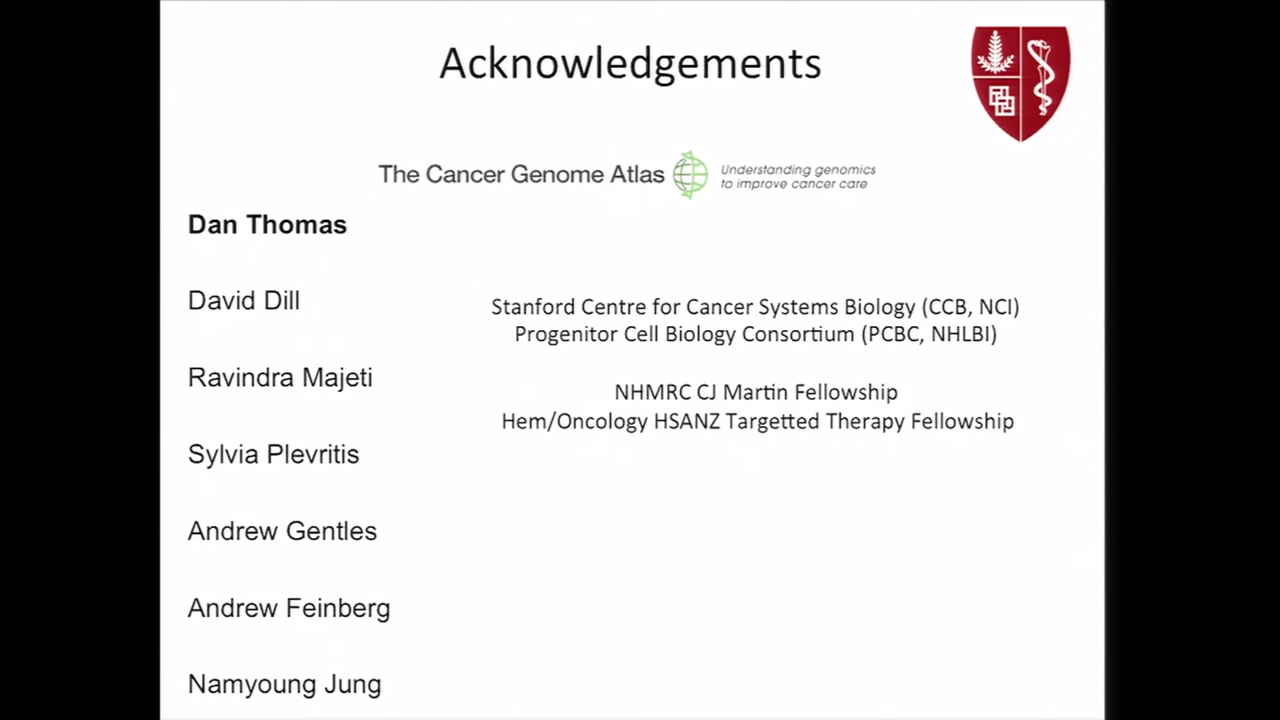 Acknowledgements
The Cancer Genome Atlas
Understanding genomics
to improve cancer care
Dan Thomas
David Dill
Ravindra Majeti
Sylvia Plevritis
Andrew Gentles
Andrew Feinberg
Namyoung Jung
Stanford Centre for Cancer Systems Biology (CCB, NCI)
Progenitor Cell Biology Consortium (PCBC, NHLBI)
NHMRC CJ Martin Fellowship
Hem/Oncology HSANZ Targetted Therapy Fellowship